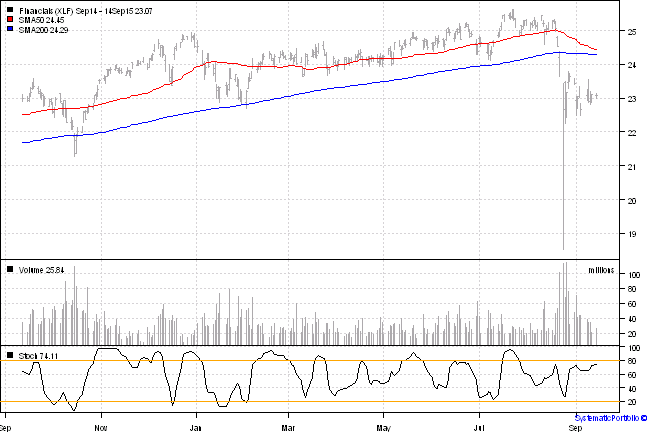 Financials (XLF) Sep14 - 14Sep15 23.07
SMA50 24.45
SMA200 24.29
25
24
23
22
21
20
19
Volume 25.84
millions
100
80
60
40
20
Stoch 74.11
100
80
60
40
20
Sep Nov Jan Mar May Jul Sep
SystematicPortfolio ©